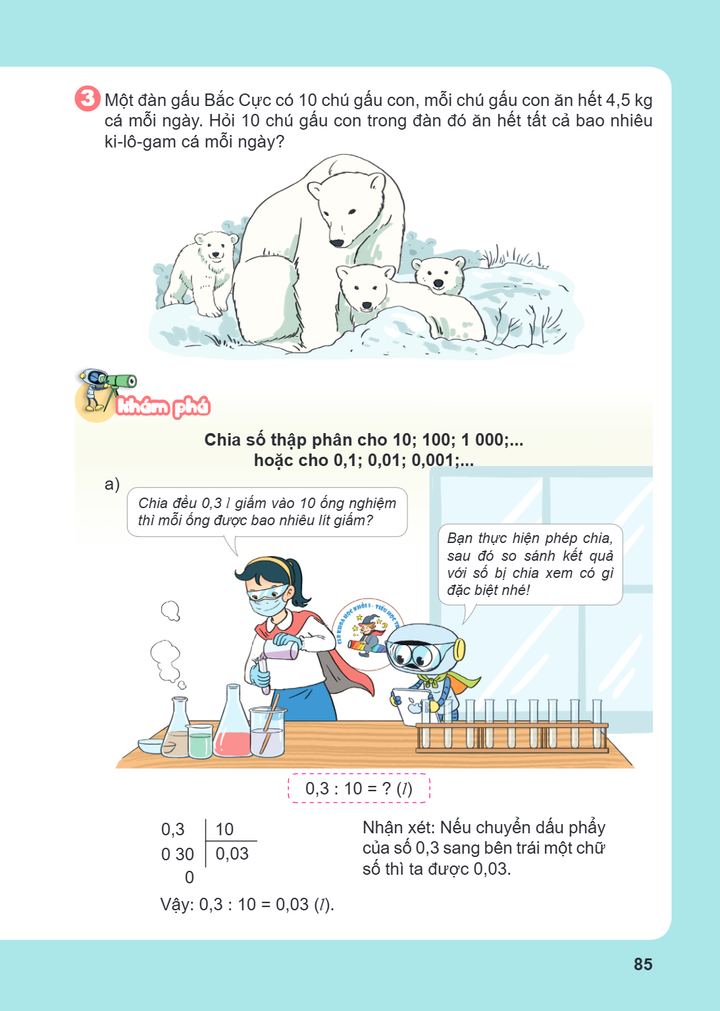 3 Một đàn gấu Bắc Cực có 10 chú gấu con, mỗi chú gấu con ăn hết 4,5 kg
cá mỗi ngày. Hỏi 10 chú gấu con trong đàn đó ăn hết tất cả bao nhiêu
ki-lô-gam cá mỗi ngày?
Khám phá
Chia số thập phân cho 10; 100; 1 000;...
hoặc cho 0,1; 0,01; 0,001;...
a)
Chia đều 0,3 l giấm vào 10 ống nghiệm
thì mỗi ống được bao nhiêu lít giấm?
Bạn thực hiện phép chia,
sau đó so sánh kết quả
với số bị chia xem có gì
đặc biệt nhé!
0,3 : 10 = ? (l)
0,3 10
0 30 0,03
0
Nhận xét: Nếu chuyển dấu phẩy
của số 0,3 sang bên trái một chữ
số thì ta được 0,03.
Vậy: 0,3 : 10 = 0,03 (l).
85